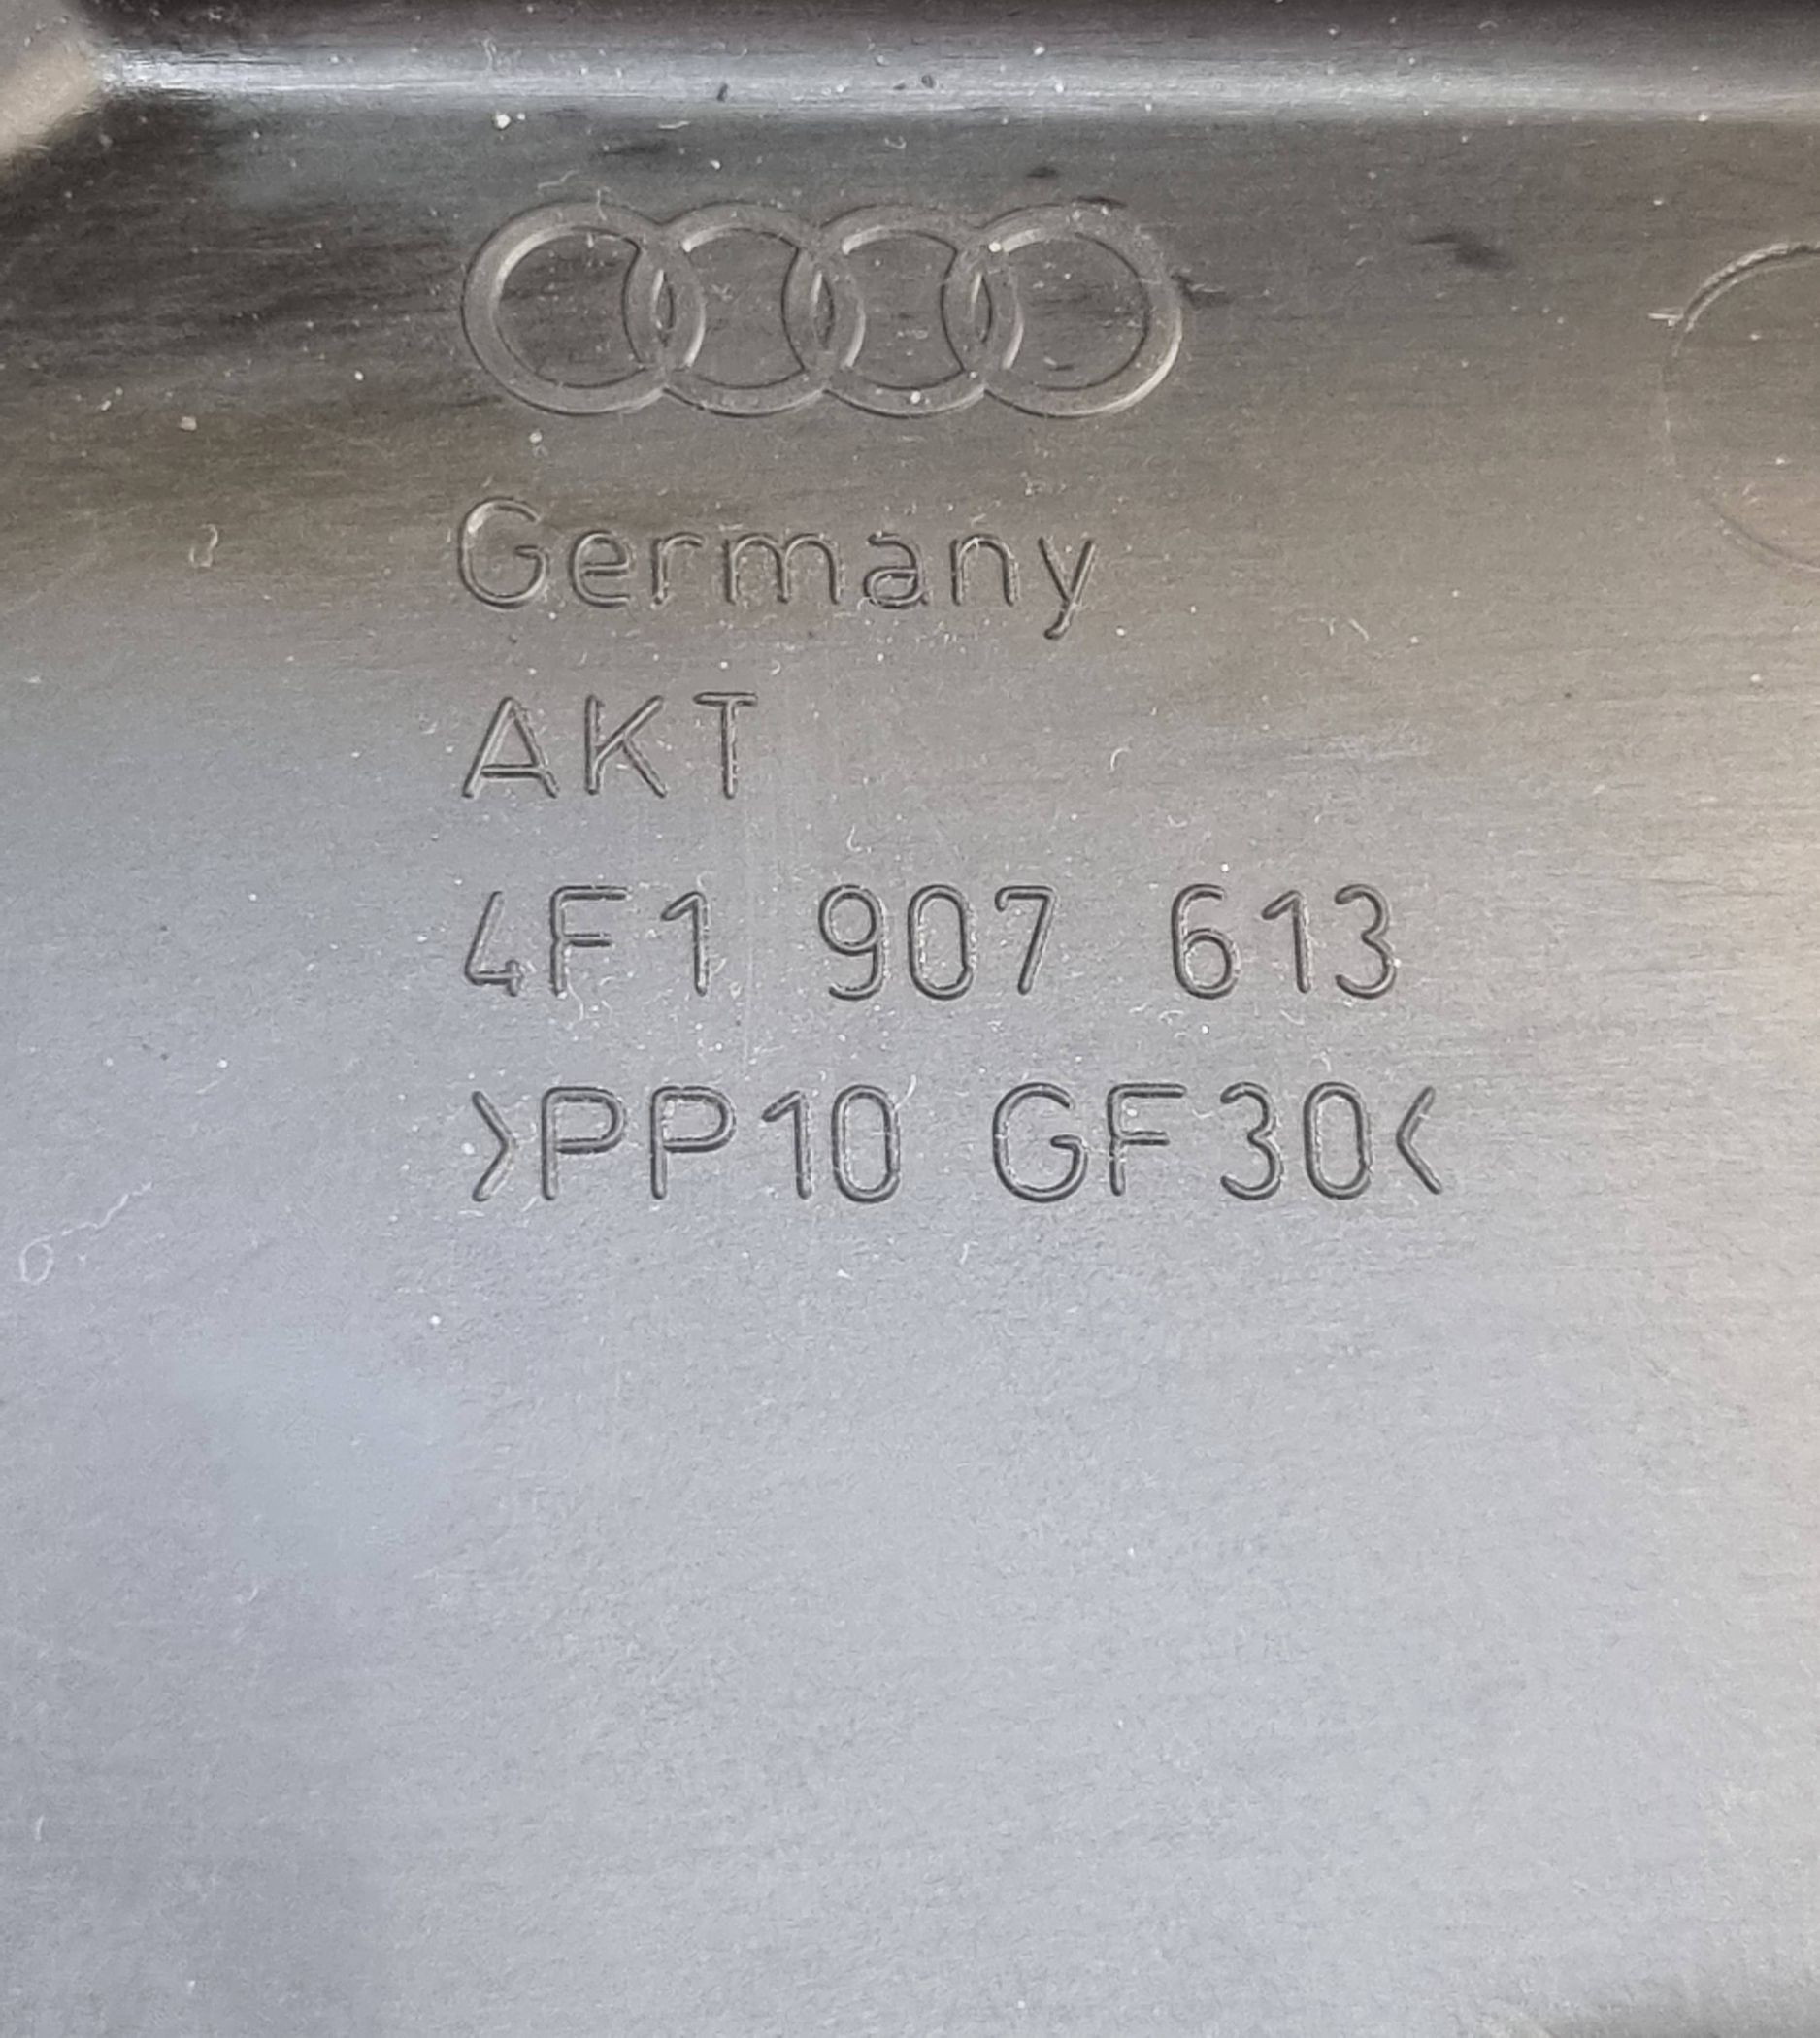 Germany
AKT
4F1 907 613
>PP10 GF30<